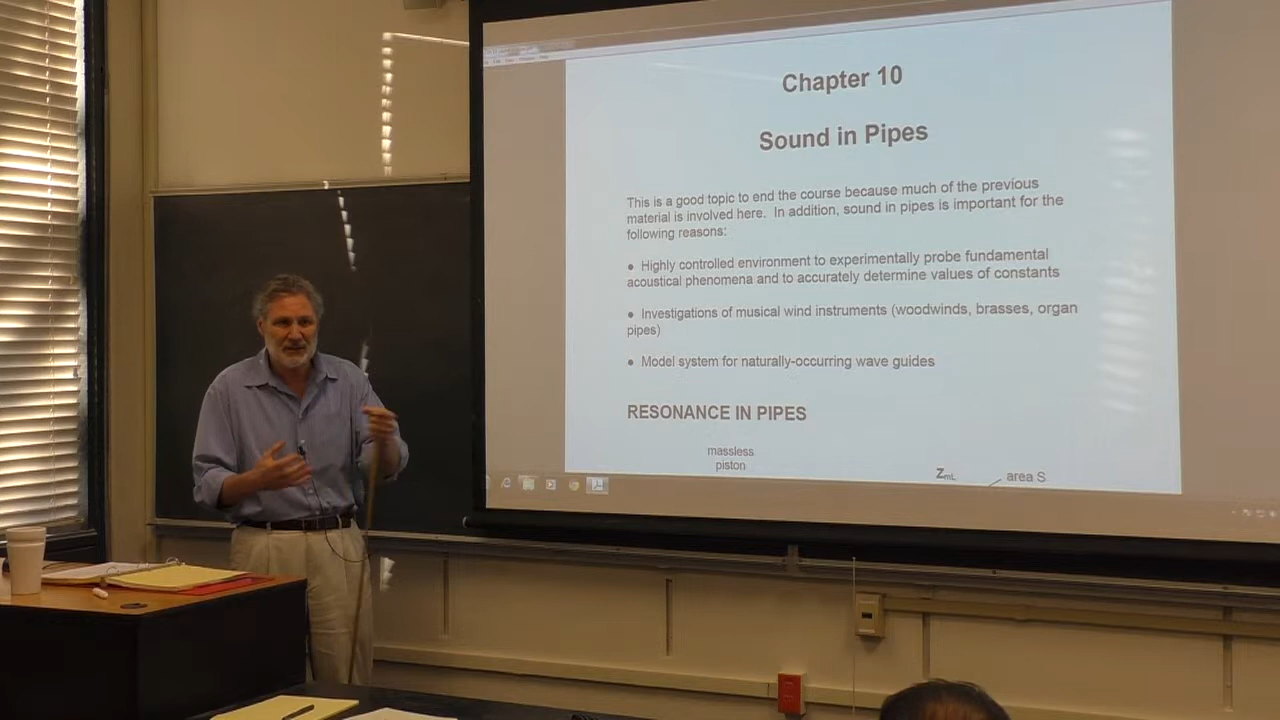 Chapter 10
Sound in Pipes
This is a good topic to end the course because much of the previous
material is involved here. In addition, sound in pipes is important for the
following reasons:
● Highly controlled environment to experimentally probe fundamental
acoustical phenomena and to accurately determine values of constants
● Investigations of musical wind instruments (woodwinds, brasses, organ
pipes)
● Model system for naturally-occurring wave guides
RESONANCE IN PIPES
massless
piston
ZmL
area S